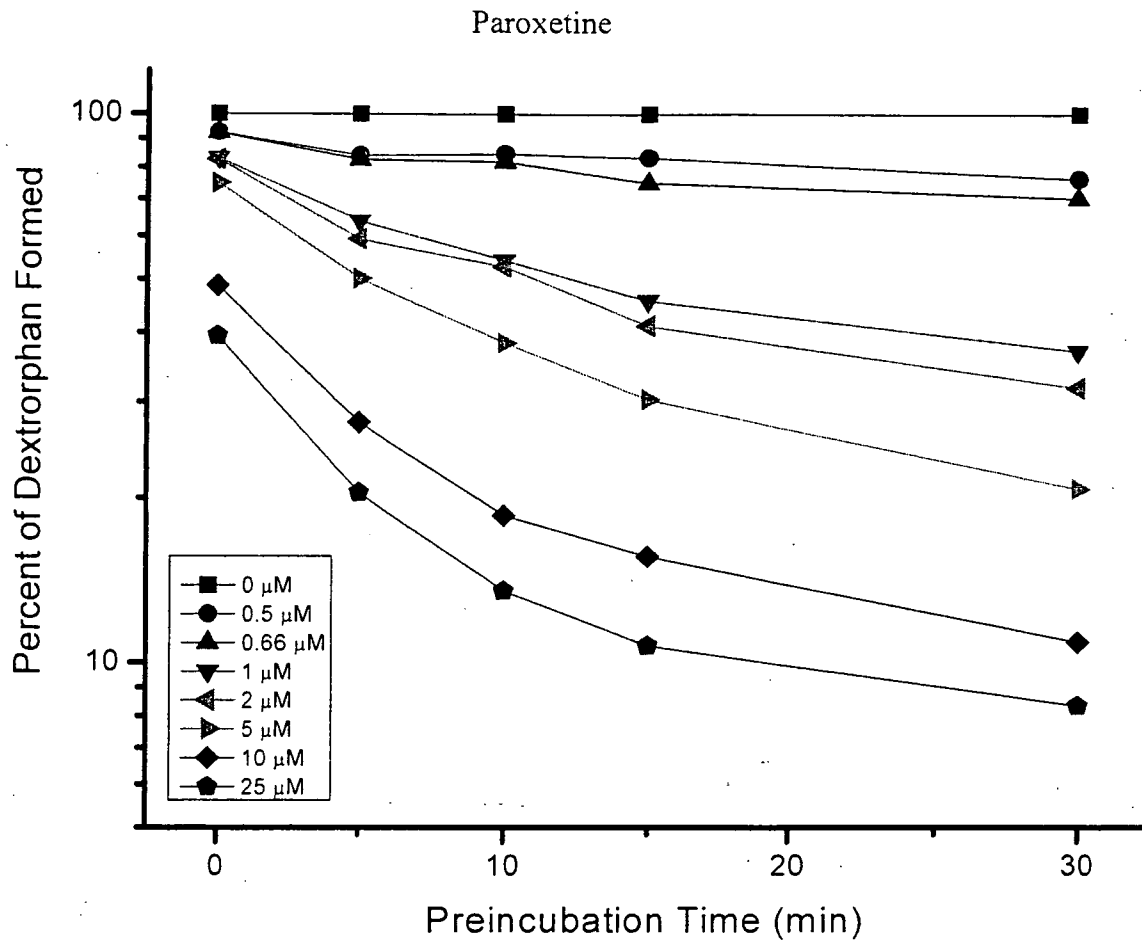 Paroxetine
Percent of Dextrorphan Formed
100
10
0 μM
0.5 μM
0.66 μM
1 μM
2 μM
5 μM
10 μM
25 μM
0
10
20
30
Preincubation Time (min)